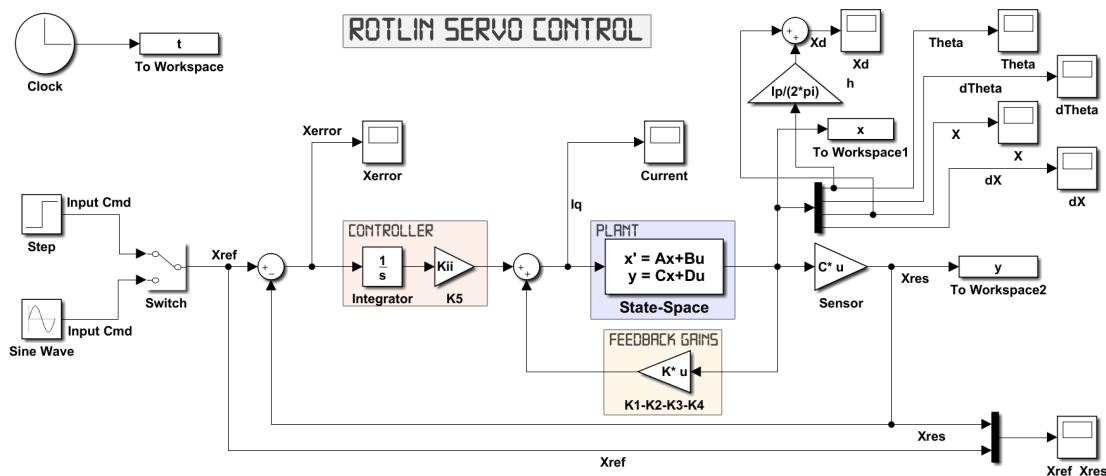 ROTLIN SERVO CONTROL
t
To Workspace
Clock
Xd
Xd
h
lp/(2*pi)
Theta
Theta
dTheta
dTheta
X
X
dX
dX
x
To Workspace1
Xerror
Xerror
Current
Iq
Input Cmd
Step
Xref
Switch
Input Cmd
Sine Wave
+
−
CONTROLLER
1
s
Integrator
Kii
K5
+
+
+
+
PLANT
x' = Ax+Bu
y = Cx+Du
State-Space
C* u
Sensor
Xres
y
To Workspace2
FEEDBACK GAINS
K* u
K1-K2-K3-K4
Xres
Xref
Xref_Xres